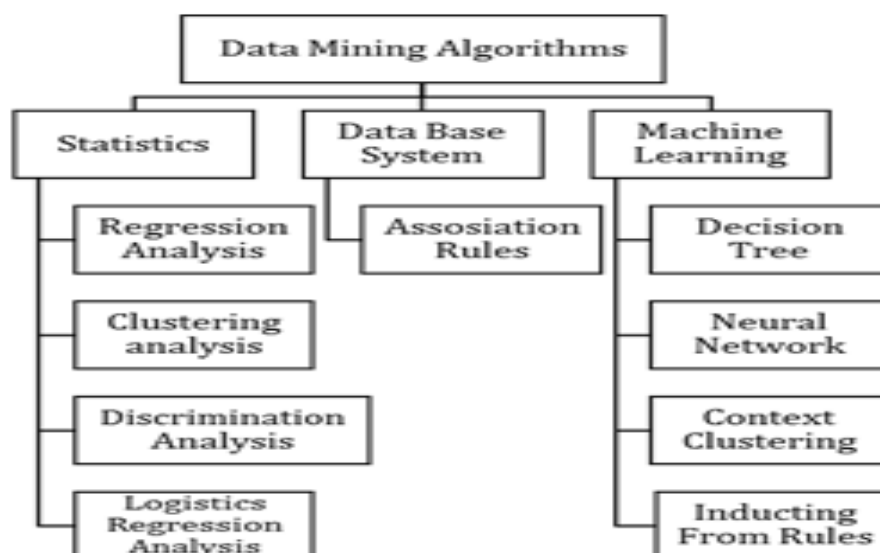 Data Mining Algorithms
Statistics
Data Base
System
Machine
Learning
Regression
Analysis
Clustering
analysis
Discrimination
Analysis
Logistics
Regression
Analysis
Assosiation
Rules
Decision
Tree
Neural
Network
Context
Clustering
Inducting
From Rules